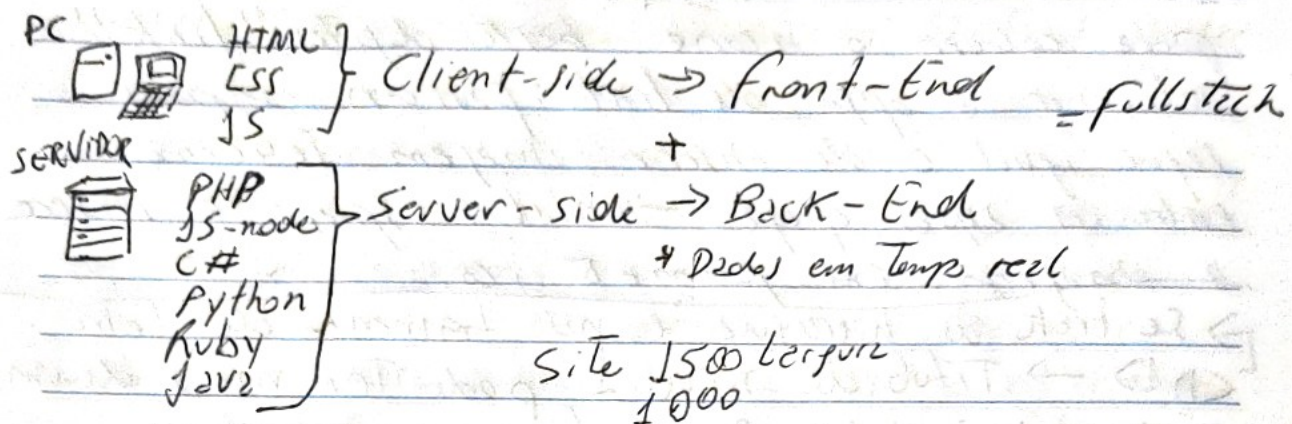 PC
HTML
CSS
JS
Client-side → Front-End = fullstack
+
SERVIDOR
PHP
JS-node
C#
Python
Ruby
Java
Server-side → Back-End
* Dados em Tempo real
Site 1500 largura
1000